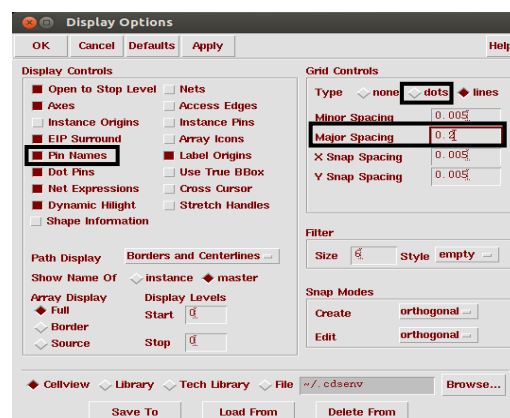 Display Options
OK Cancel Defaults Apply Help
Display Controls
Open to Stop Level Nets
Axes Access Edges
Instance Origins Instance Pins
EIP Surround Array Icons
Pin Names Label Origins
Dot Pins Use True BBox
Net Expressions Cross Cursor
Dynamic Hilight Stretch Handles
Shape Information
Path Display Borders and Centerlines
Show Name Of instance master
Array Display Display Levels
Full Start 0
Border
Source Stop 0
Grid Controls
Type none dots lines
Minor Spacing 0.005
Major Spacing 0.2
X Snap Spacing 0.005
Y Snap Spacing 0.005
Filter
Size 6 Style empty
Snap Modes
Create orthogonal
Edit orthogonal
Cellview Library Tech Library File ~/.cdsenv Browse...
Save To Load From Delete From